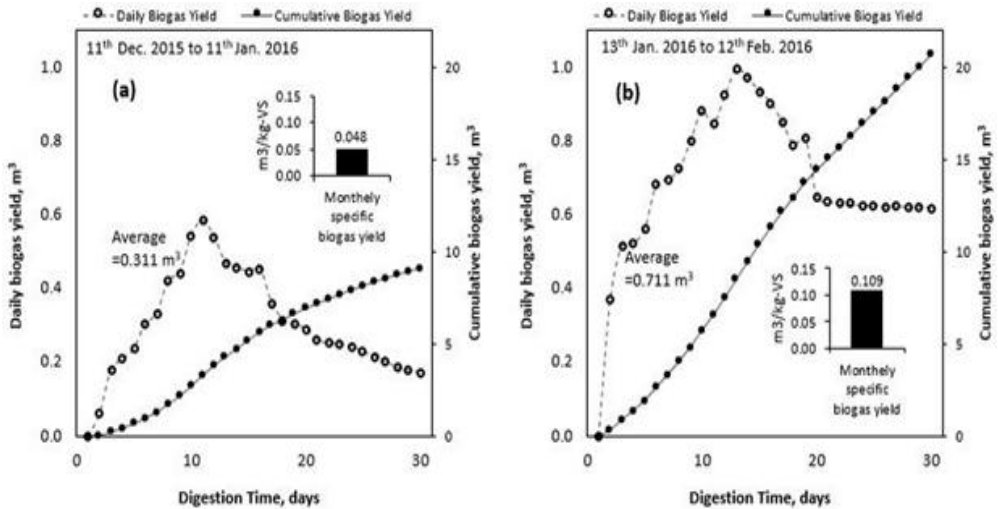 Daily Biogas Yield Cumulative Biogas Yield
11th Dec. 2015 to 11th Jan. 2016
(a)
Daily biogas yield, m³
1.0
0.8
0.6
0.4
0.2
0.0
m3/kg-VS
0.15
0.10
0.05
0.00
0.048
Monthely
specific
biogas yield
Average
=0.311 m³
20
15
10
5
0
Cumulative biogas yield, m³
0 10 20 30
Digestion Time, days
Daily Biogas Yield Cumulative Biogas Yield
13th Jan. 2016 to 12th Feb. 2016
(b)
Daily biogas yield, m³
1.0
0.8
0.6
0.4
0.2
0.0
Average
=0.711 m³
m3/kg-VS
0.15
0.10
0.05
0.00
0.109
Monthely
specific
biogas yield
20
15
10
5
0
Cumulative biogas yield, m³
0 10 20 30
Digestion Time, days